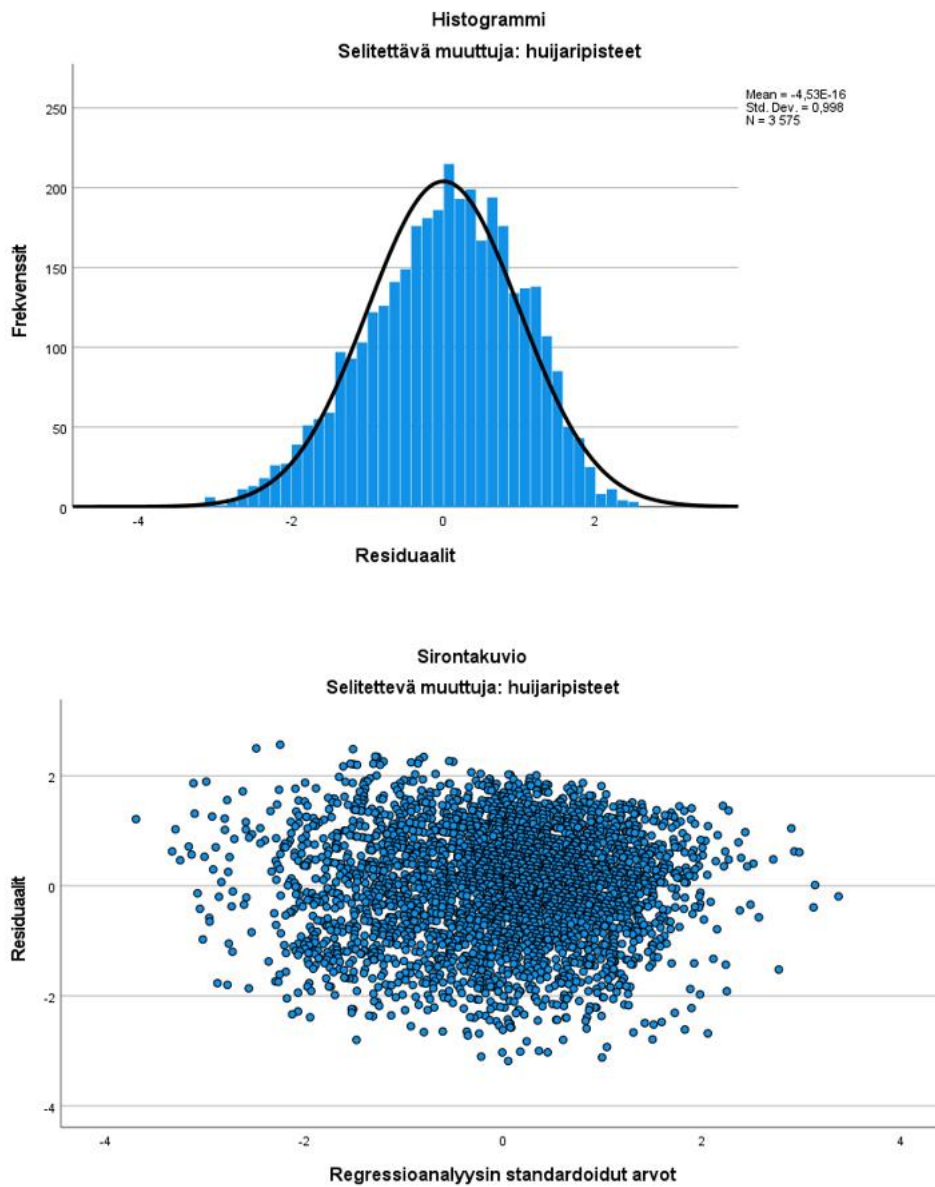 Histogrammi
Selitettävä muuttuja: huijaripisteet
Mean = -4,53E-16
Std. Dev. = 0,998
N = 3 575
250
200
150
100
50
0
Frekvenssit
-4 -2 0 2
Residuaalit
Sirontakuvio
Selitettevä muuttuja: huijaripisteet
2
0
-2
-4
Residuaalit
-4 -2 0 2 4
Regressioanalyysin standardoidut arvot